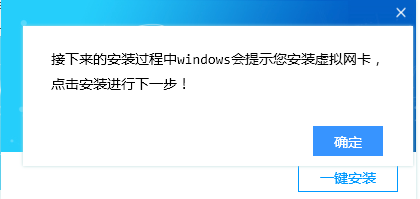 接下来的安装过程中windows会提示您安装虚拟网卡，
点击安装进行下一步！
确定
一键安装